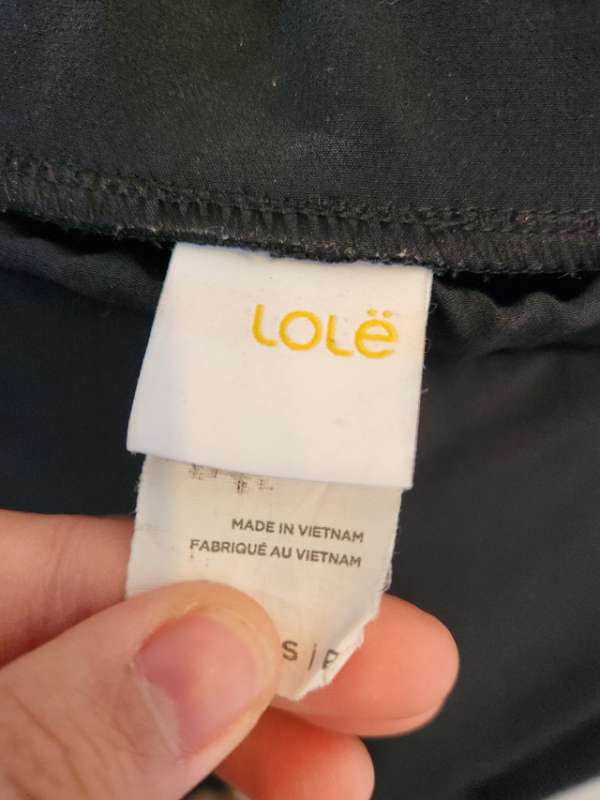 Lolë
MADE IN VIETNAM
FABRIQUÉ AU VIETNAM
S | P